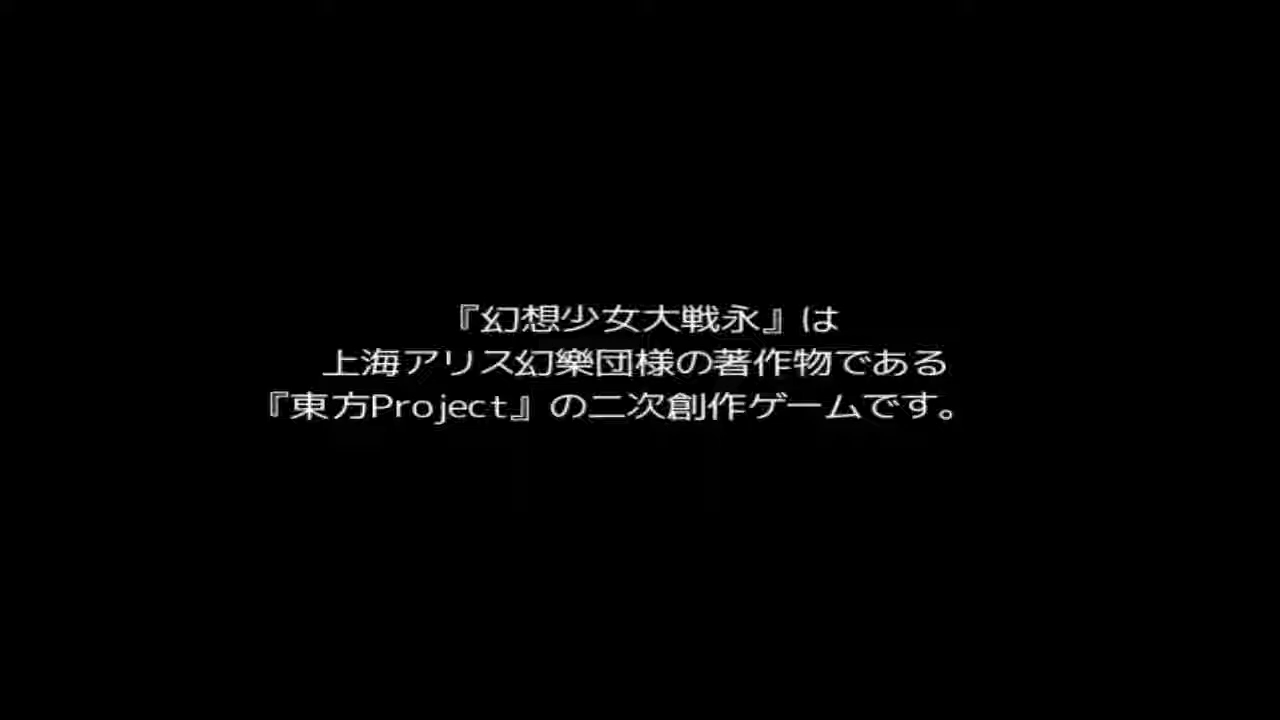 『幻想少女大戦永』は
上海アリス幻樂団様の著作物である
『東方Project』の二次創作ゲームです。